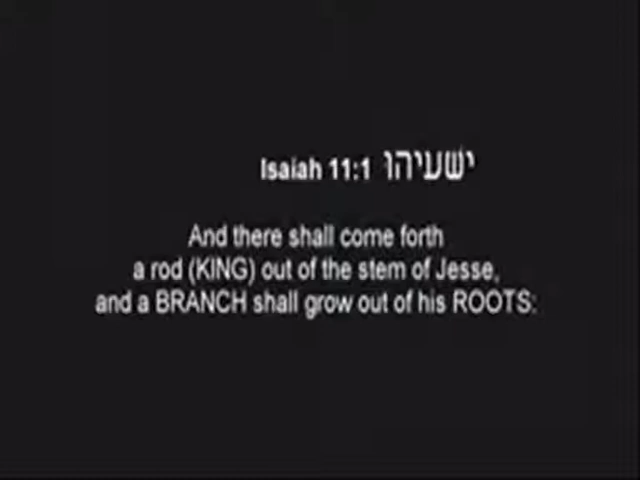 Isaiah 11:1 ישעיהו
And there shall come forth
a rod (KING) out of the stem of Jesse,
and a BRANCH shall grow out of his ROOTS: